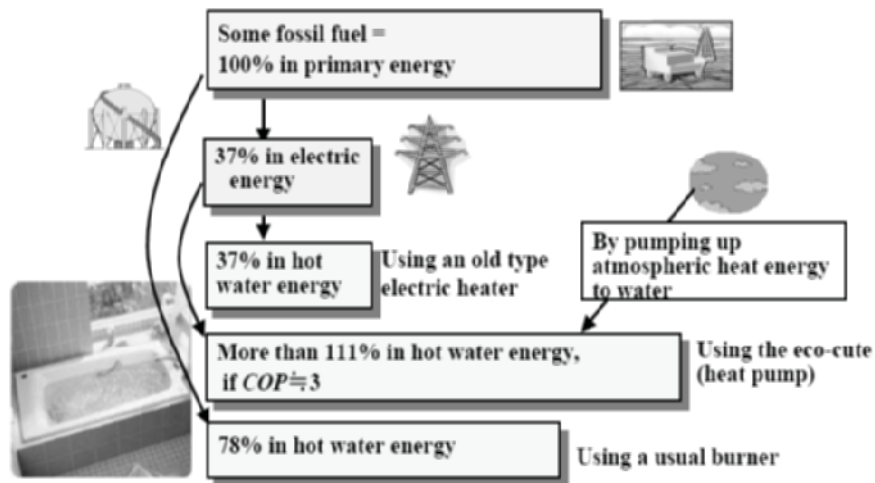 Some fossil fuel =
100% in primary energy
37% in electric
energy
37% in hot
water energy
Using an old type
electric heater
By pumping up
atmospheric heat energy
to water
More than 111% in hot water energy,
if COP≒3
Using the eco-cute
(heat pump)
78% in hot water energy
Using a usual burner